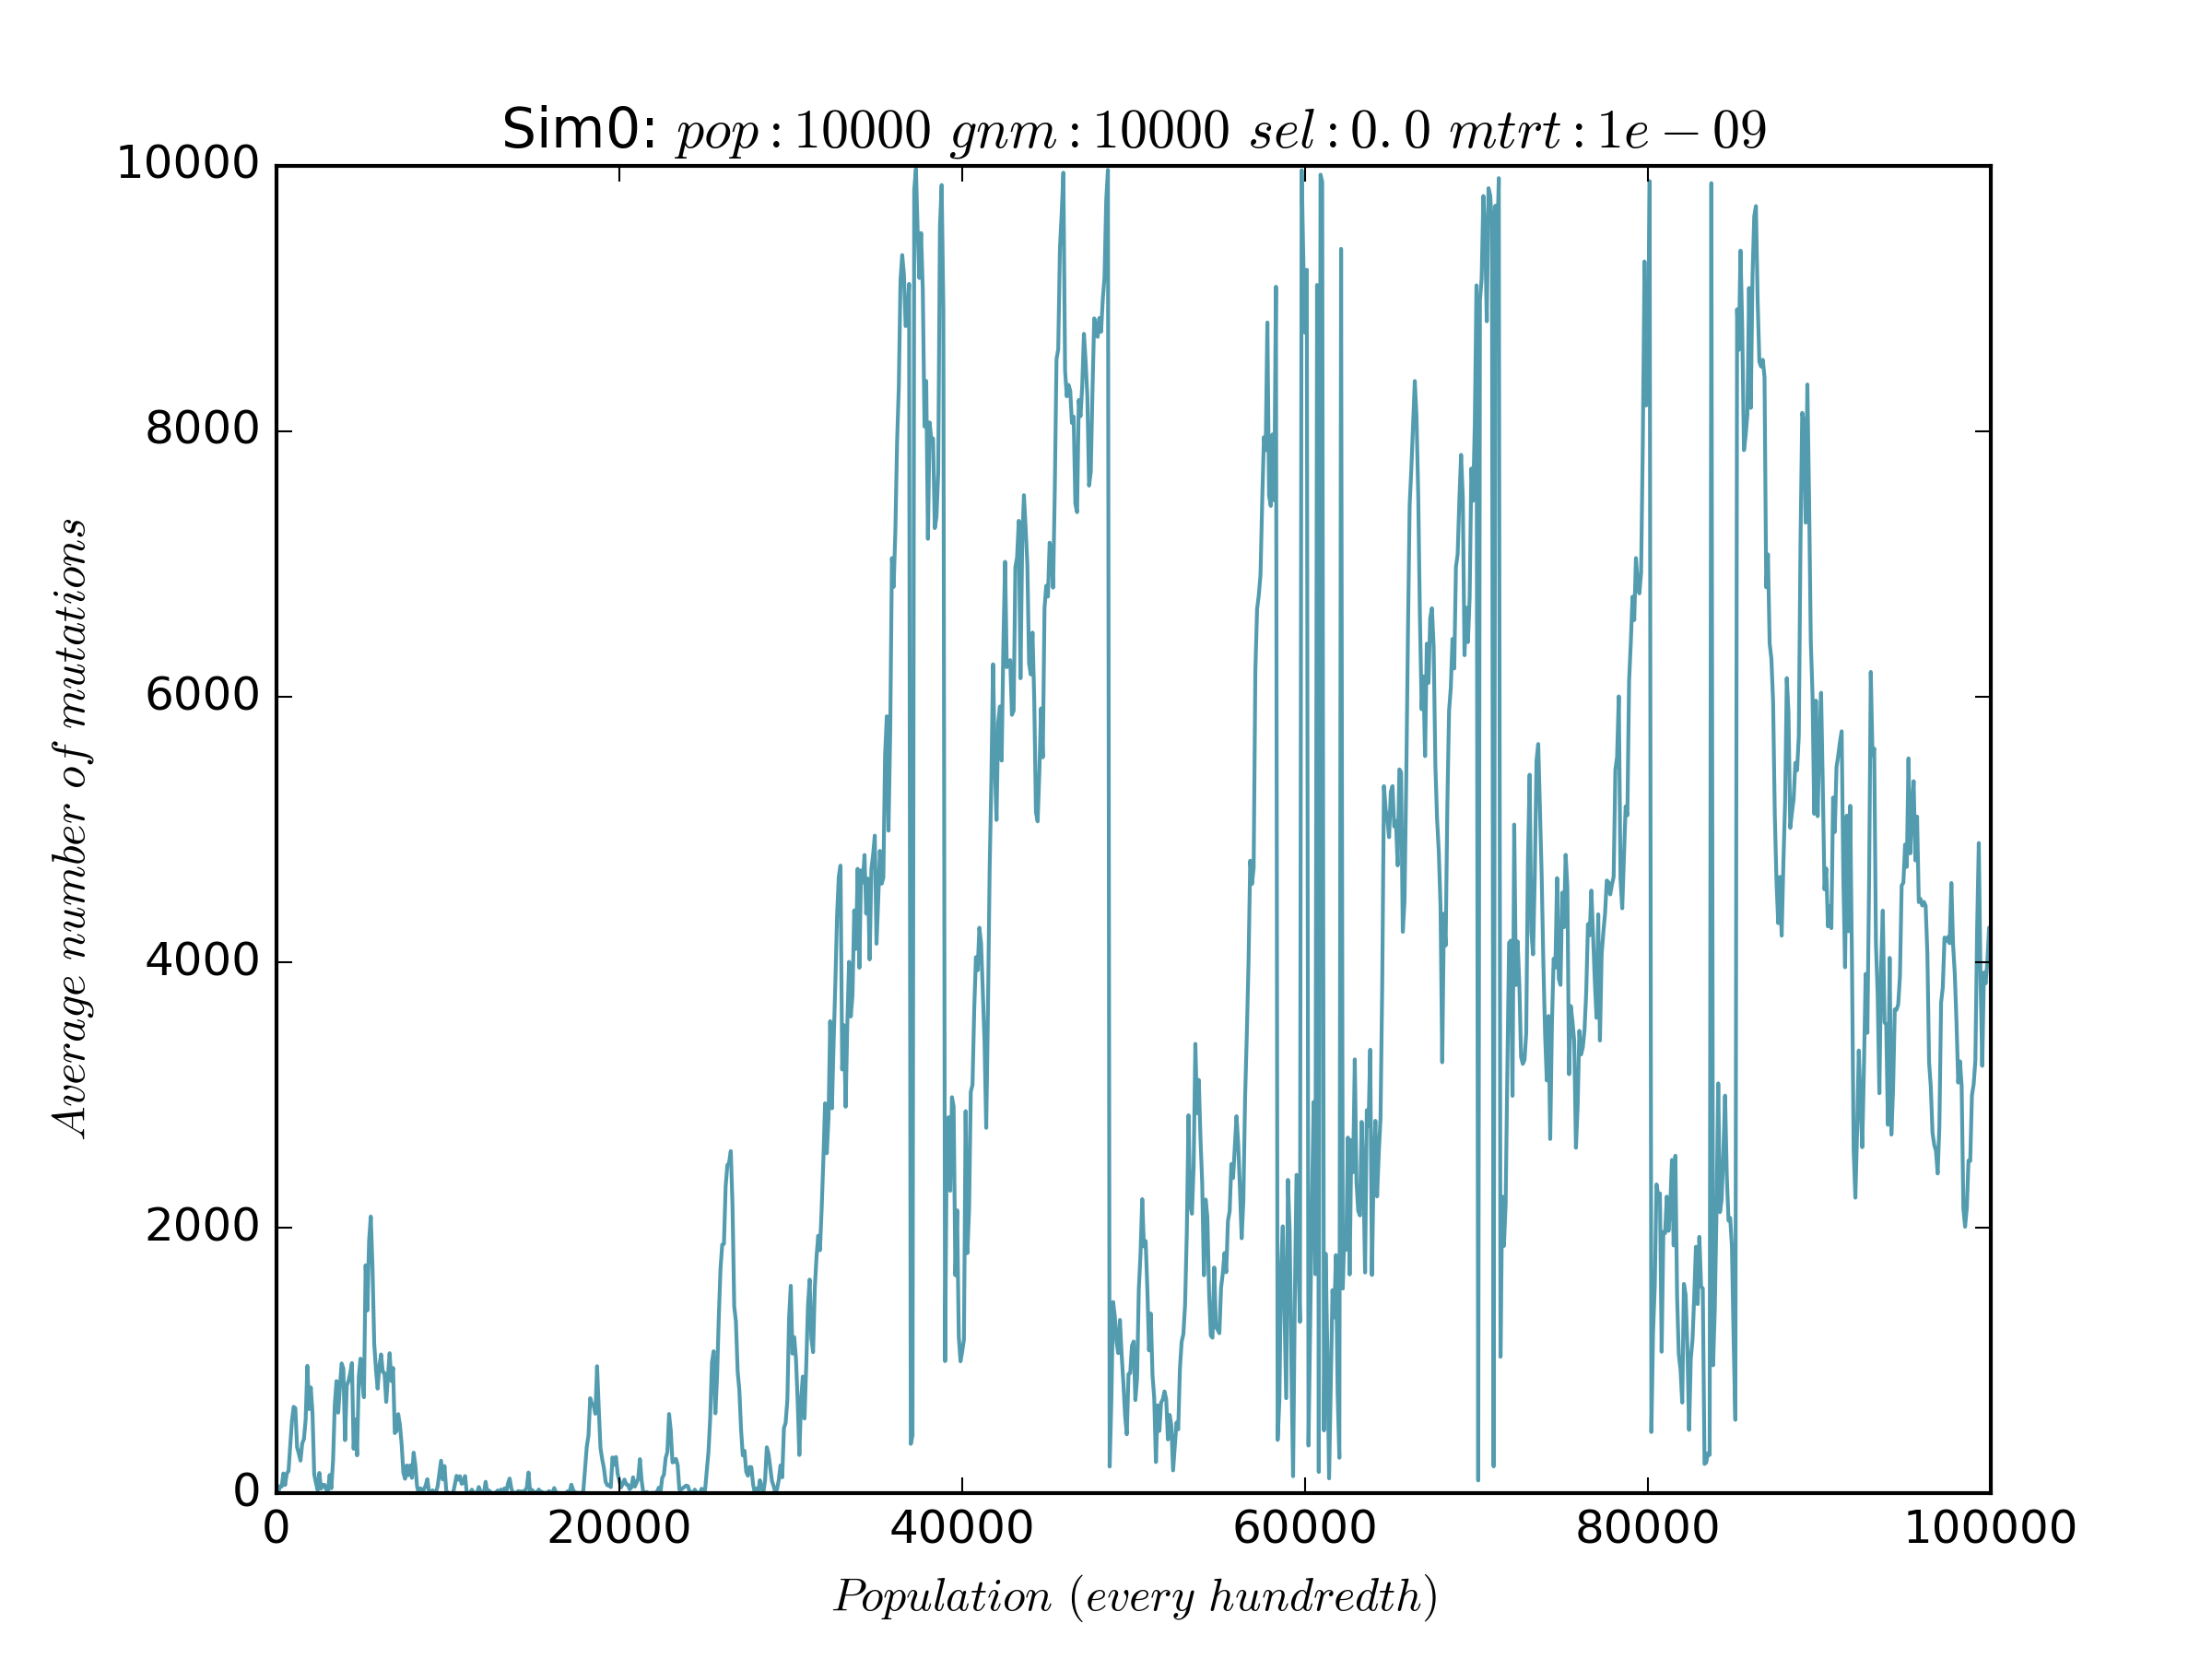 Sim0: pop : 10000 gnm : 10000 sel : 0.0 mtrt : 1e − 09
10000
8000
6000
4000
2000
0
Average number of mutations
0 20000 40000 60000 80000 100000
Population (every hundredth)